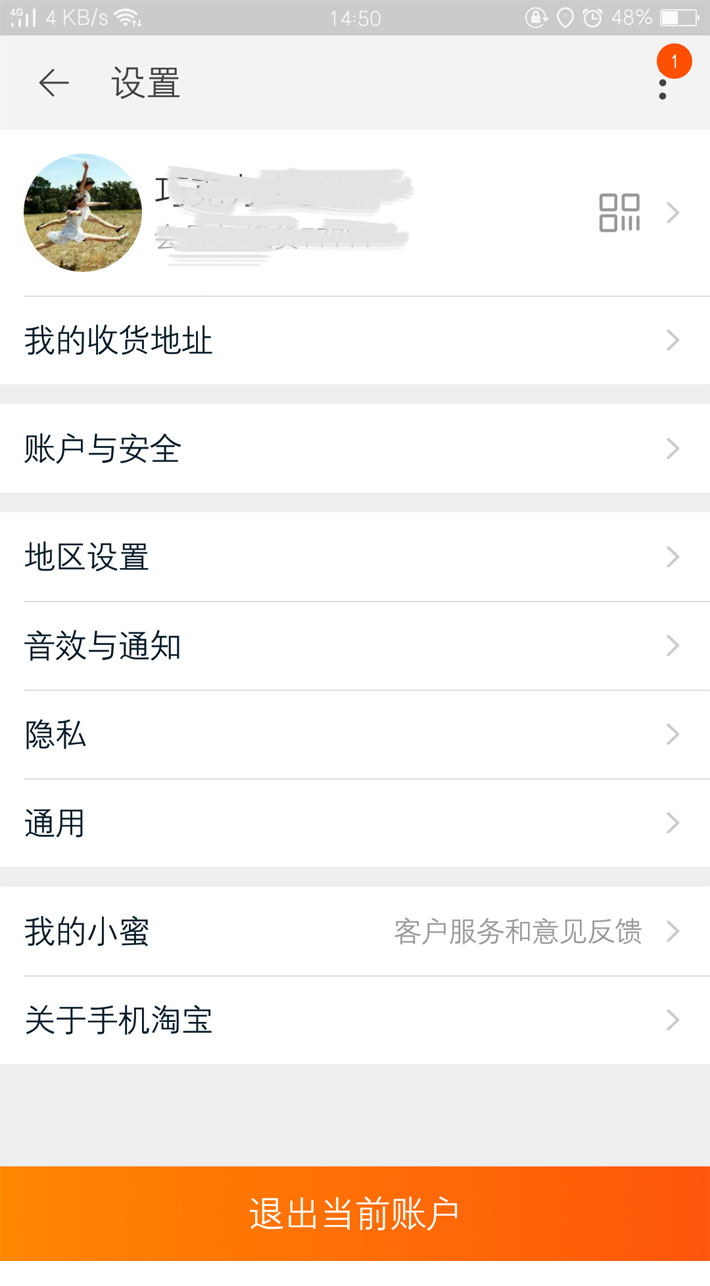 4G 4 KB/s 14:50 48%
设置
1
我的收货地址
账户与安全
地区设置
音效与通知
隐私
通用
我的小蜜 客户服务和意见反馈
关于手机淘宝
退出当前账户